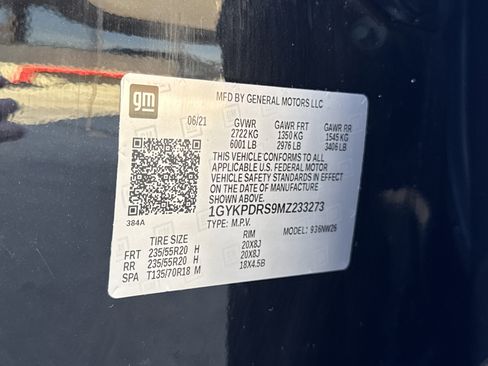 gm
MFD BY GENERAL MOTORS LLC
06/21 GVWR GAWR FRT GAWR RR
2722 KG 1350 KG 1545 KG
6001 LB 2976 LB 3406 LB
THIS VEHICLE CONFORMS TO ALL
APPLICABLE U.S. FEDERAL MOTOR
VEHICLE SAFETY STANDARDS IN EFFECT
ON THE DATE OF MANUFACTURE
SHOWN ABOVE.
384A 1GYKPDRS9MZ233273
TYPE: M.P.V. MODEL: 936NW26
TIRE SIZE RIM
FRT 235/55R20 H 20X8J
RR 235/55R20 H 20X8J
SPA T135/70R18 M 18X4.5B